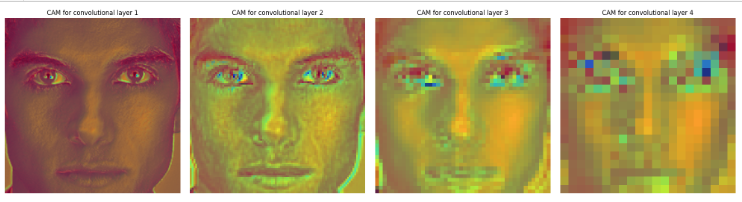 CAM for convolutional layer 1
CAM for convolutional layer 2
CAM for convolutional layer 3
CAM for convolutional layer 4